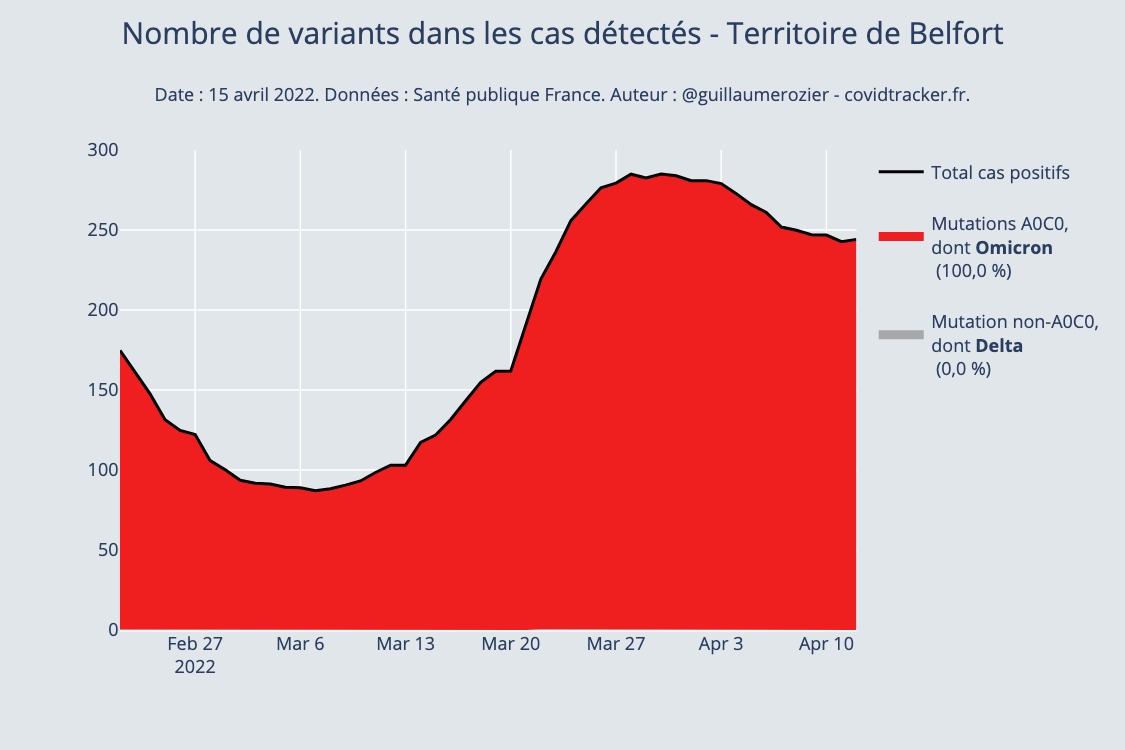 Nombre de variants dans les cas détectés - Territoire de Belfort
Date : 15 avril 2022. Données : Santé publique France. Auteur : @guillaumerozier - covidtracker.fr.
300
250
200
150
100
50
0
Feb 27
2022
Mar 6
Mar 13
Mar 20
Mar 27
Apr 3
Apr 10
Total cas positifs
Mutations A0C0,
dont Omicron
(100,0 %)
Mutation non-A0C0,
dont Delta
(0,0 %)